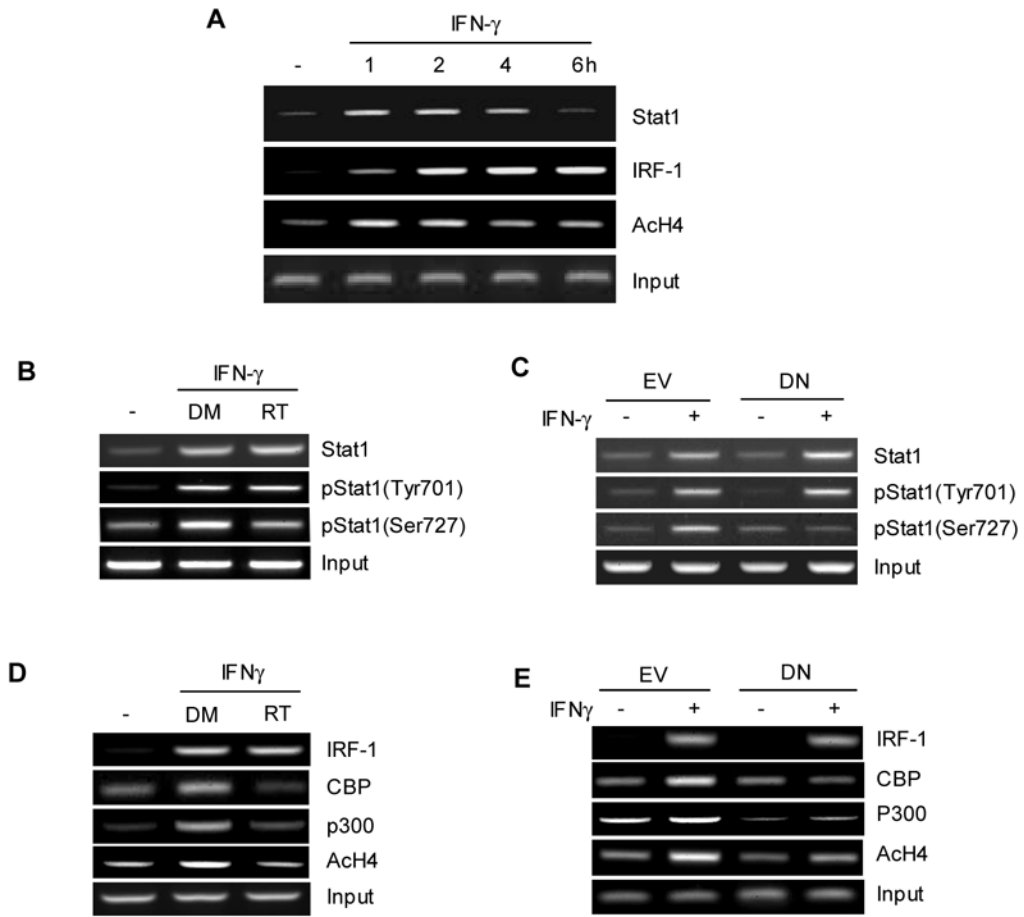 A
IFN-γ
- 1 2 4 6h
Stat1
IRF-1
AcH4
Input
B
IFN-γ
- DM RT
Stat1
pStat1(Tyr701)
pStat1(Ser727)
Input
C
EV DN
IFN-γ - + - +
Stat1
pStat1(Tyr701)
pStat1(Ser727)
Input
D
IFNγ
- DM RT
IRF-1
CBP
p300
AcH4
Input
E
EV DN
IFNγ - + - +
IRF-1
CBP
P300
AcH4
Input